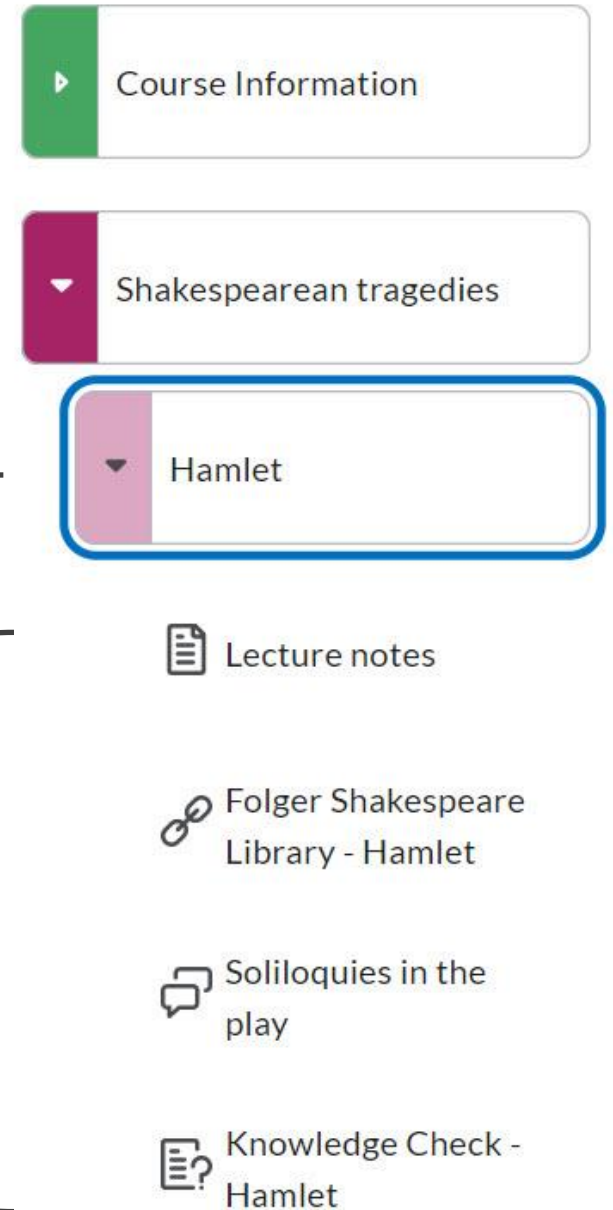 Course Information
Shakespearean tragedies
Hamlet
Lecture notes
Folger Shakespeare
Library - Hamlet
Soliloquies in the
play
Knowledge Check -
Hamlet